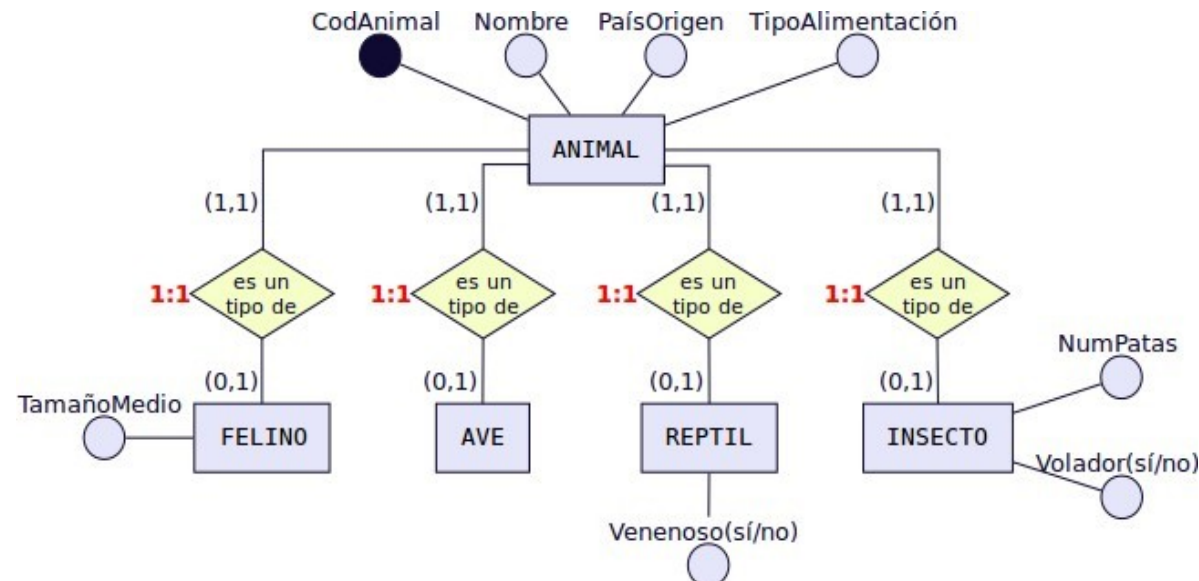 CodAnimal Nombre PaísOrigen TipoAlimentación
ANIMAL
(1,1) (1,1) (1,1) (1,1)
es un es un es un es un
1:1 tipo de 1:1 tipo de 1:1 tipo de 1:1 tipo de
NumPatas
(0,1) (0,1) (0,1) (0,1)
TamañoMedio
FELINO AVE REPTIL INSECTO
Volador(sí/no)
Venenoso(sí/no)